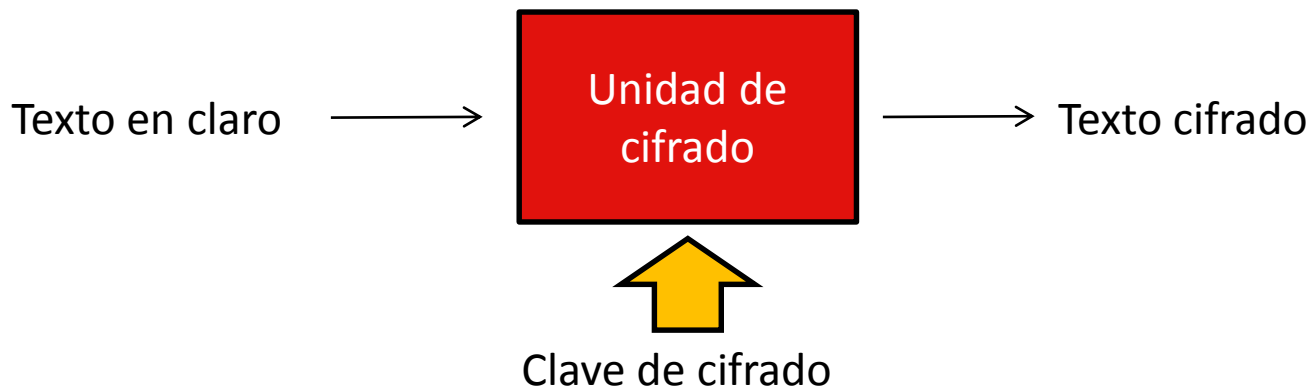 Texto en claro
Unidad de
cifrado
Texto cifrado
Clave de cifrado